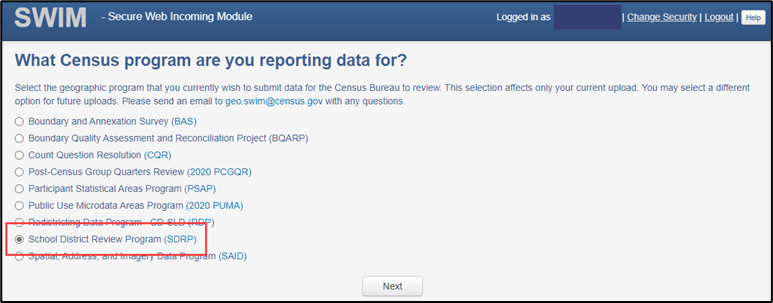 SWIM - Secure Web Incoming Module
Logged in as | Change Security | Logout | Help
What Census program are you reporting data for?
Select the geographic program that you currently wish to submit data for the Census Bureau to review. This selection affects only your current upload. You may select a different
option for future uploads. Please send an email to geo.swim@census.gov with any questions.
Boundary and Annexation Survey (BAS)
Boundary Quality Assessment and Reconciliation Project (BQARP)
Count Question Resolution (CQR)
Post-Census Group Quarters Review (2020 PCGQR)
Participant Statistical Areas Program (PSAP)
Public Use Microdata Areas Program (2020 PUMA)
Redistricting Data Program - CD-SLD (RDP)
School District Review Program (SDRP)
Spatial, Address, and Imagery Data Program (SAID)
Next